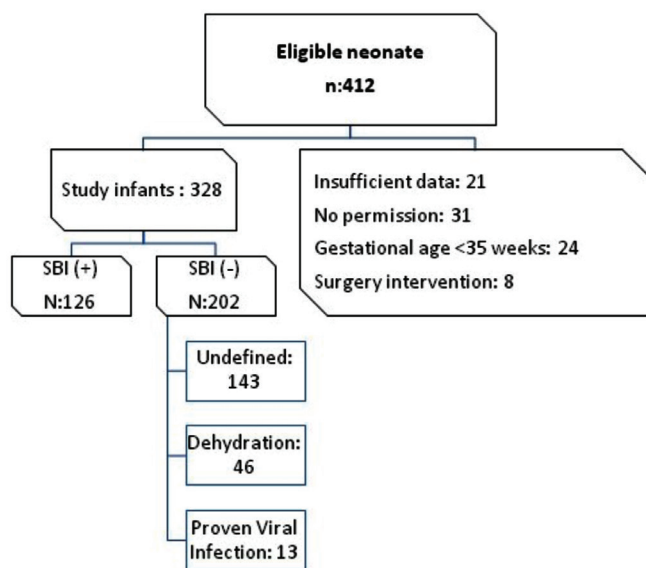 Eligible neonate
n:412
Study infants : 328
Insufficient data: 21
No permission: 31
Gestational age <35 weeks: 24
Surgery intervention: 8
SBI (+)
N:126
SBI (-)
N:202
Undefined:
143
Dehydration:
46
Proven Viral
Infection: 13